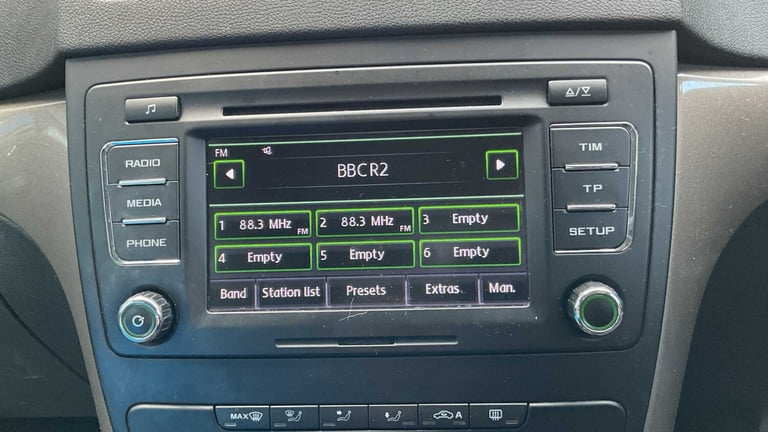 RADIO
MEDIA
PHONE
FM
BBC R2
1 88.3 MHz FM
2 88.3 MHz FM
3 Empty
4 Empty
5 Empty
6 Empty
Band
Station list
Presets
Extras
Man.
TIM
TP
SETUP
MAX
A